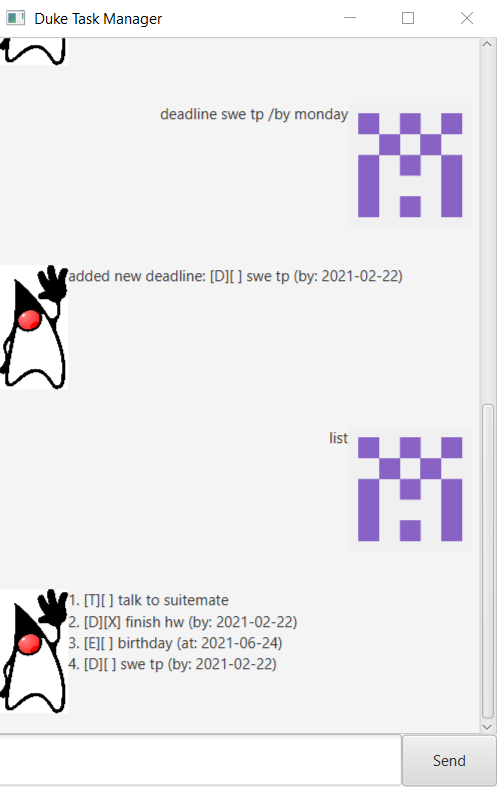 Duke Task Manager
deadline swe tp /by monday
added new deadline: [D][ ] swe tp (by: 2021-02-22)
list
1. [T][ ] talk to suitemate
2. [D][X] finish hw (by: 2021-02-22)
3. [E][ ] birthday (at: 2021-06-24)
4. [D][ ] swe tp (by: 2021-02-22)
Send